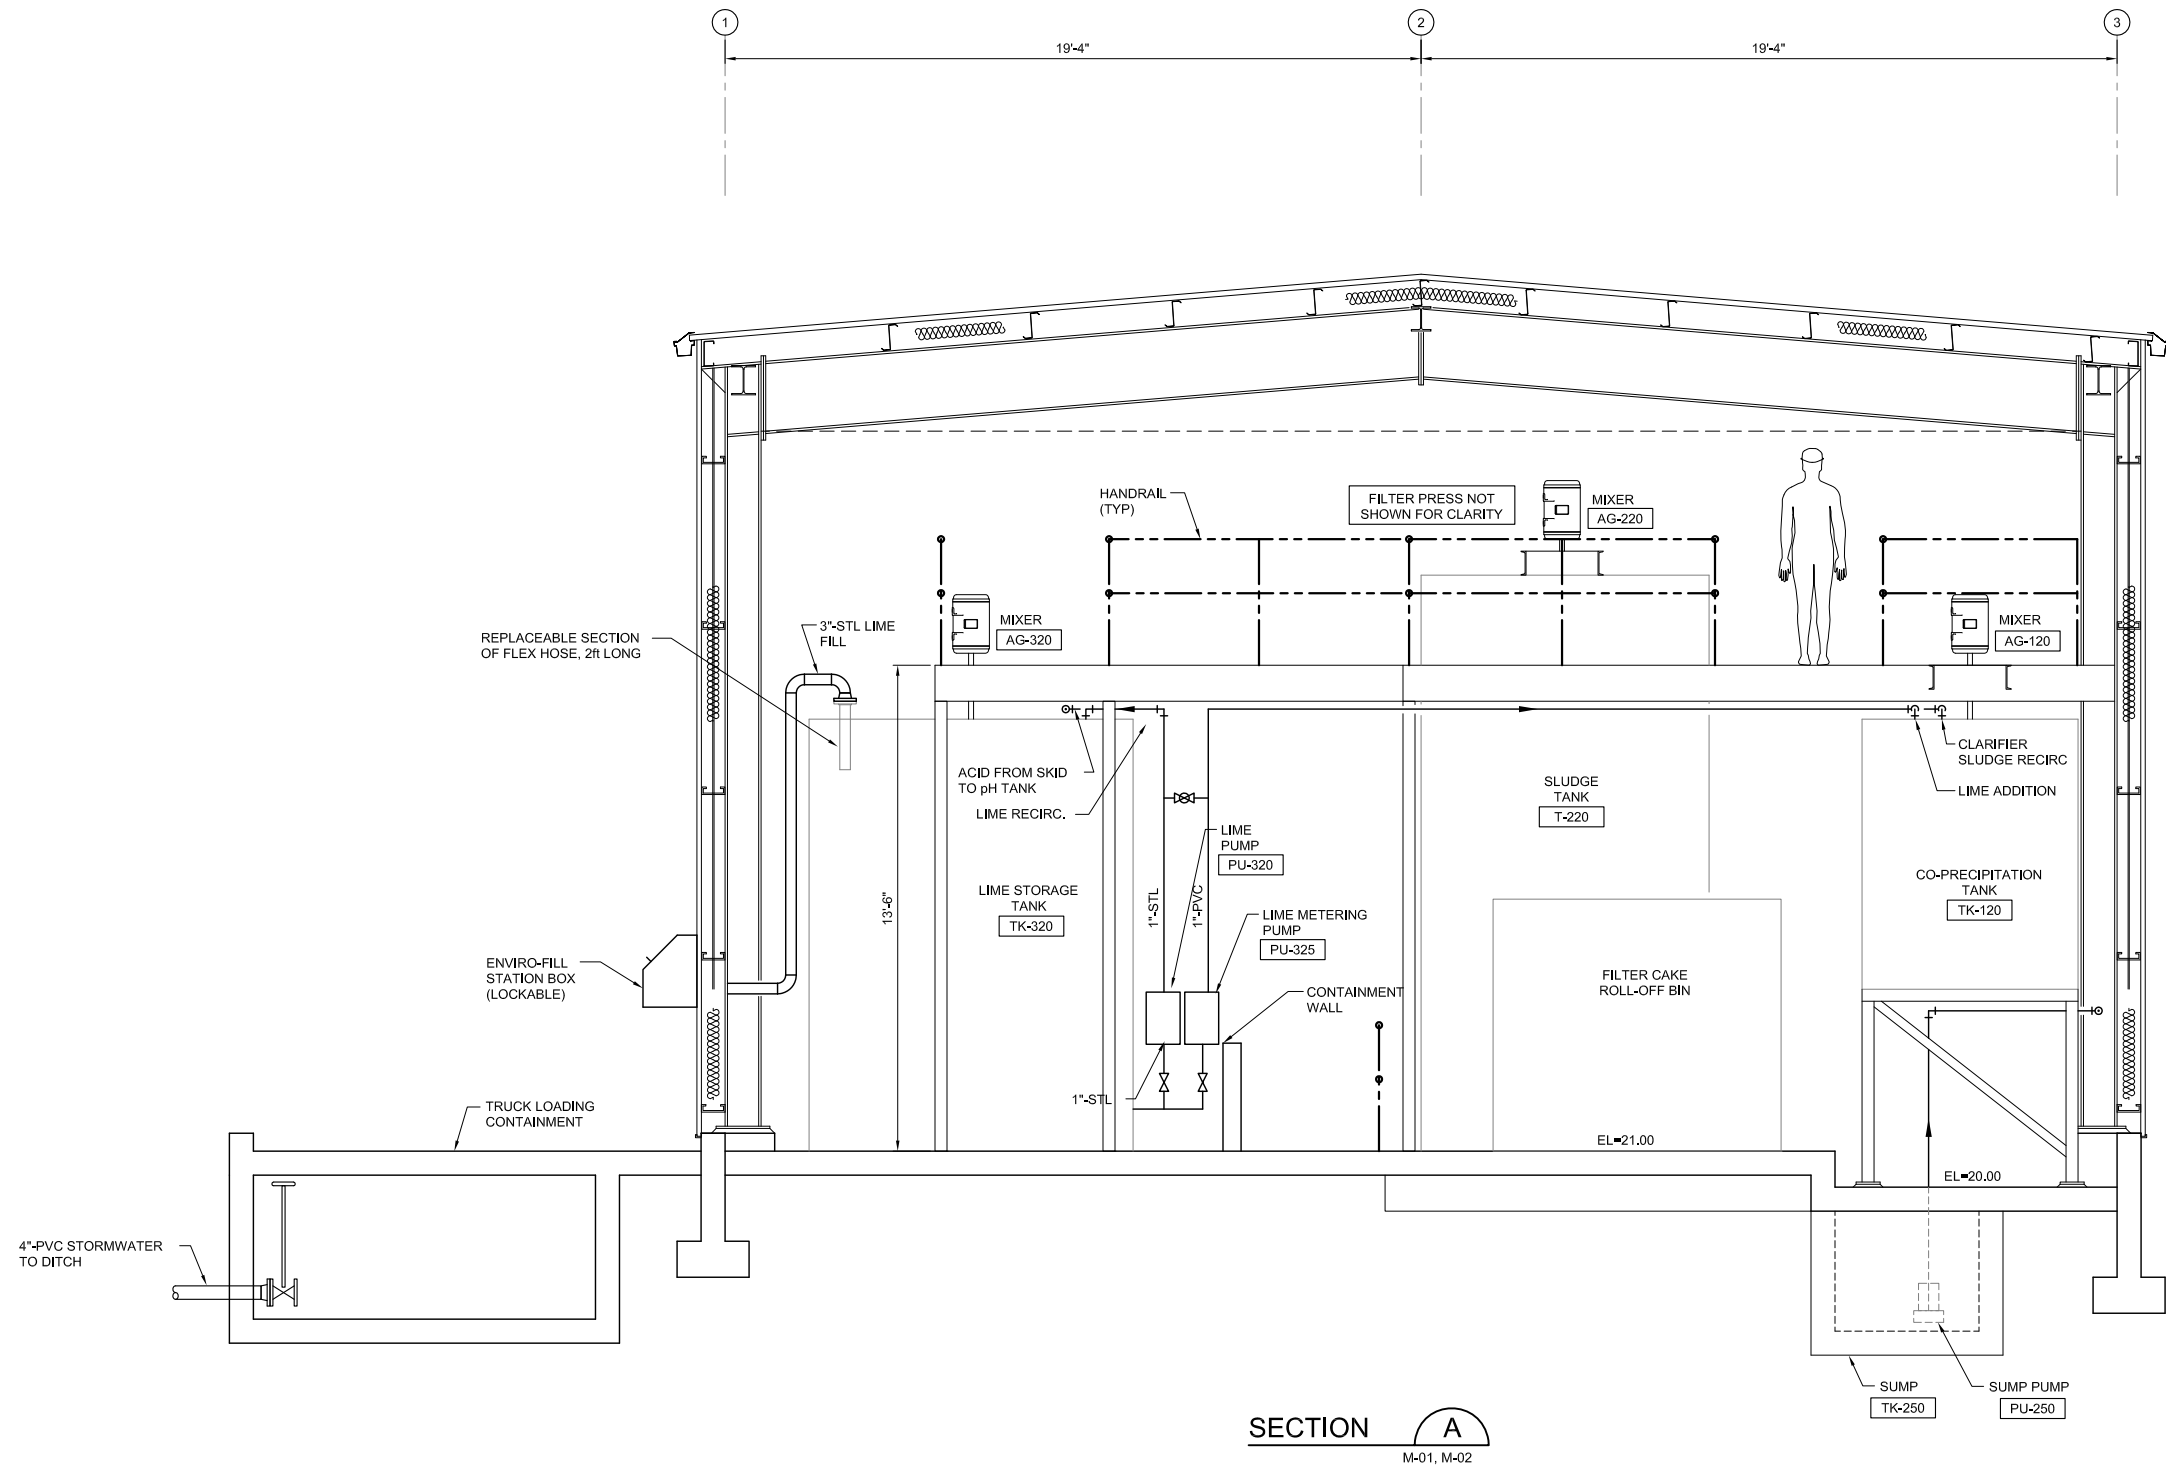 1
2
3
19'-4"
19'-4"
HANDRAIL
(TYP)
FILTER PRESS NOT
SHOWN FOR CLARITY
MIXER
AG-220
3"-STL LIME
FILL
MIXER
AG-320
MIXER
AG-120
REPLACEABLE SECTION
OF FLEX HOSE, 2ft LONG
ACID FROM SKID
TO pH TANK
LIME RECIRC.
CLARIFIER
SLUDGE RECIRC
LIME ADDITION
SLUDGE
TANK
T-220
LIME
PUMP
PU-320
13'-6"
LIME STORAGE
TANK
TK-320
1"-STL
1"-PVC
LIME METERING
PUMP
PU-325
CO-PRECIPITATION
TANK
TK-120
ENVIRO-FILL
STATION BOX
(LOCKABLE)
CONTAINMENT
WALL
FILTER CAKE
ROLL-OFF BIN
1"-STL
TRUCK LOADING
CONTAINMENT
EL=21.00
EL=20.00
4"-PVC STORMWATER
TO DITCH
SUMP
TK-250
SUMP PUMP
PU-250
SECTION
A
M-01, M-02